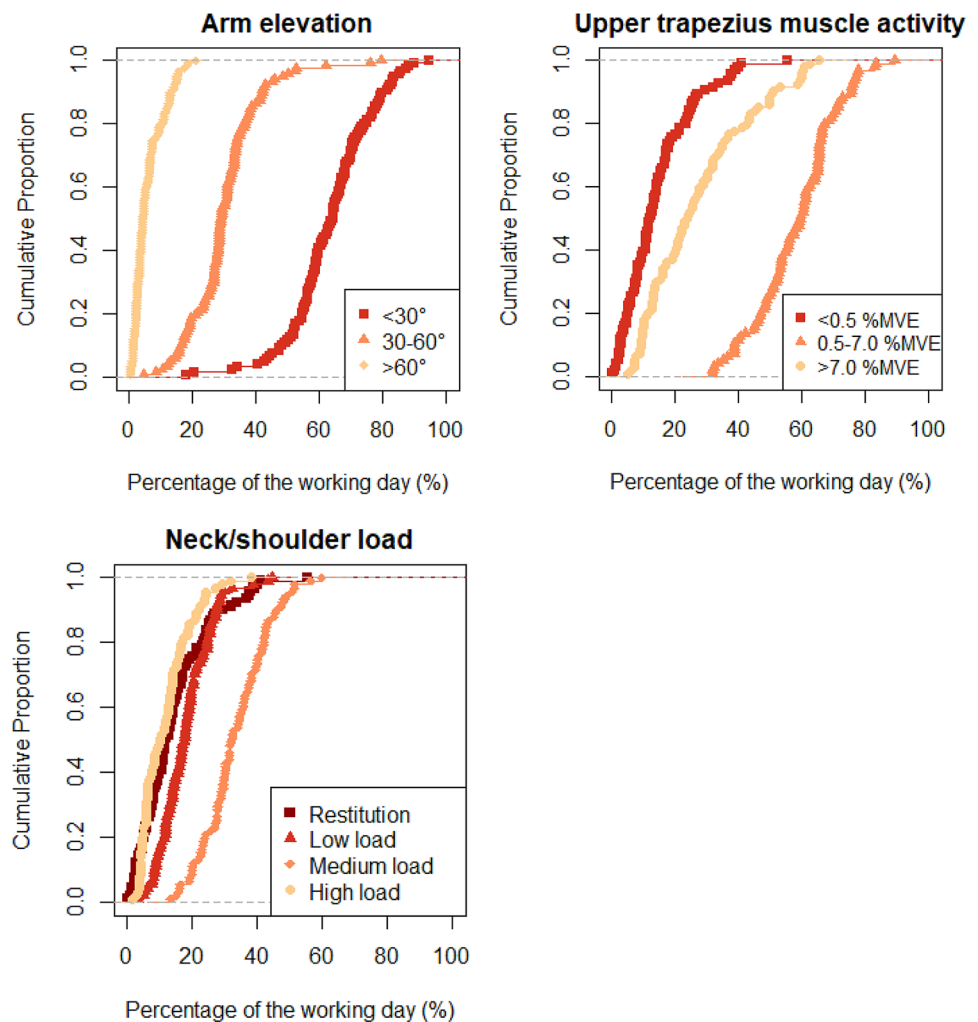 Arm elevation
Cumulative Proportion
0.0 0.2 0.4 0.6 0.8 1.0
<30°
30-60°
>60°
0 20 40 60 80 100
Percentage of the working day (%)
Upper trapezius muscle activity
Cumulative Proportion
0.0 0.2 0.4 0.6 0.8 1.0
<0.5 %MVE
0.5-7.0 %MVE
>7.0 %MVE
0 20 40 60 80 100
Percentage of the working day (%)
Neck/shoulder load
Cumulative Proportion
0.0 0.2 0.4 0.6 0.8 1.0
Restitution
Low load
Medium load
High load
0 20 40 60 80 100
Percentage of the working day (%)